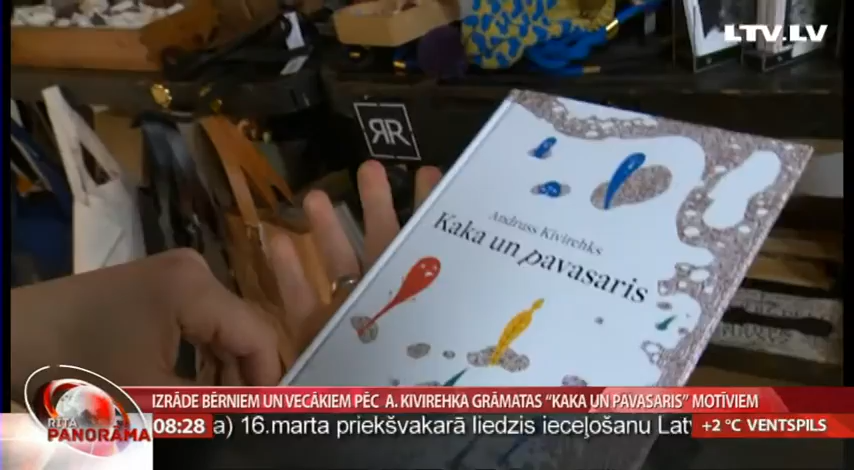 LTV.LV
ЯR
Andruss Kivirehks
Kaka un pavasaris
IZRĀDE BĒRNIEM UN VECĀKIEM PĒC A. KIVIREHKA GRĀMATAS "KAKA UN PAVASARIS" MOTĪVIEM
RĪTA
PANORĀMA
08:28 a) 16.marta priekšvakarā liedzis ieceļošanu Latv +2 °C VENTSPILS